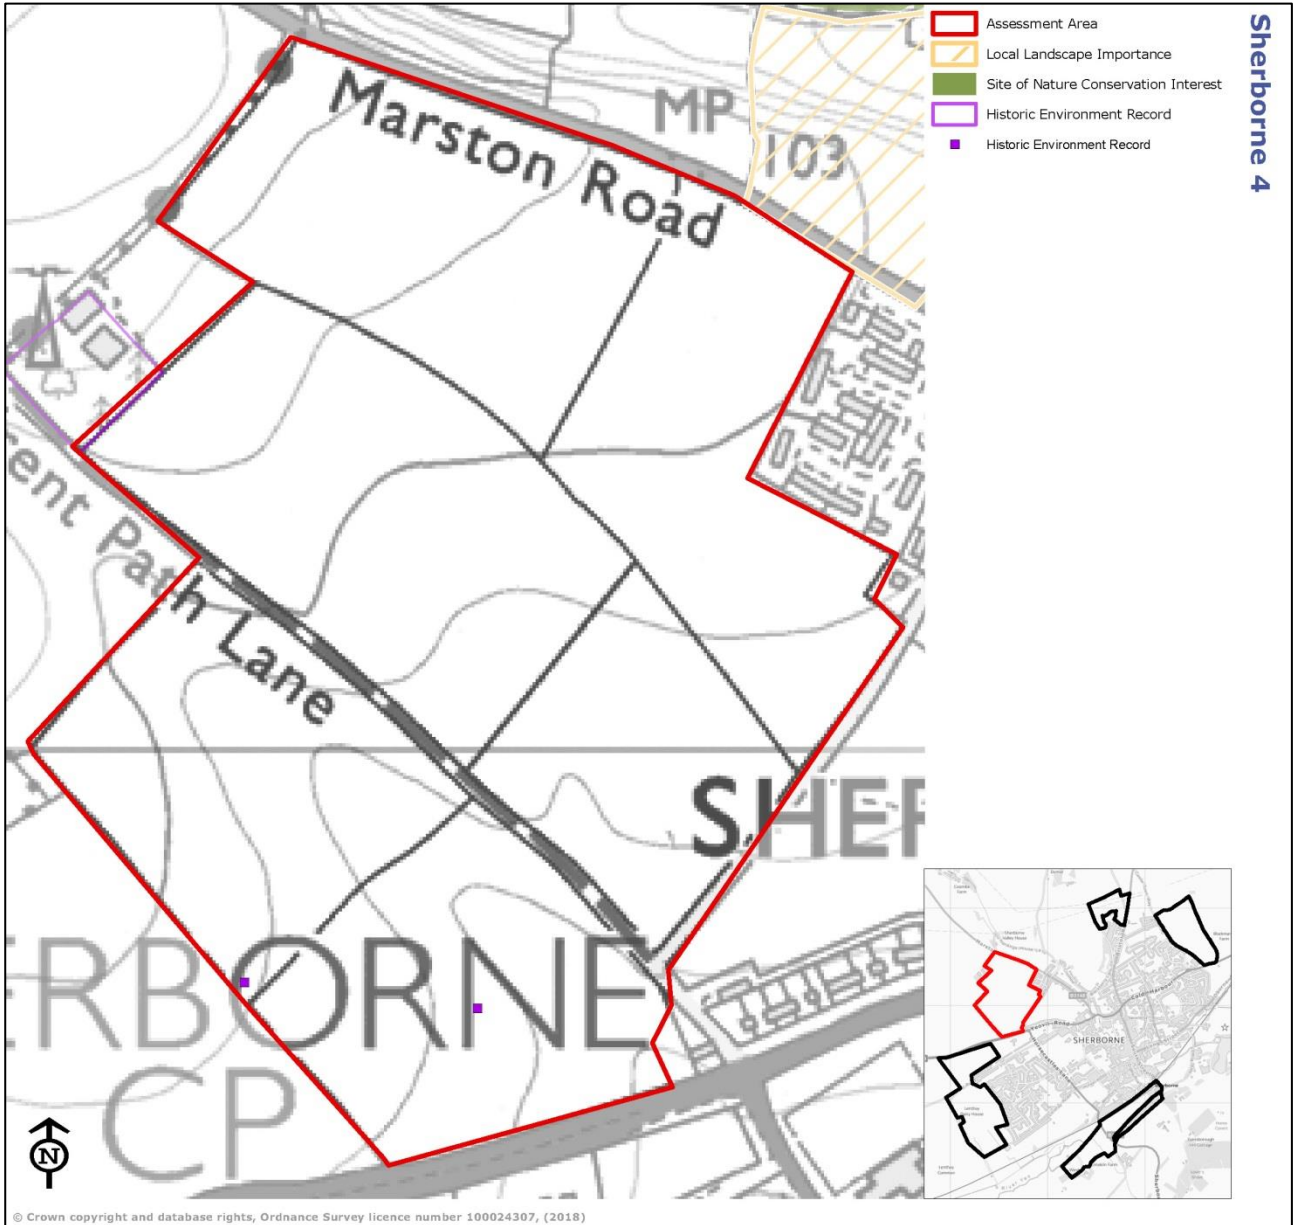 Sherborne 4
Assessment Area
Local Landscape Importance
Site of Nature Conservation Interest
Historic Environment Record
Historic Environment Record
Marston Road
MP
103
ent Path Lane
SHER
ERBORNE
CP
N
SHERBORNE
© Crown copyright and database rights, Ordnance Survey licence number 100024307, (2018)